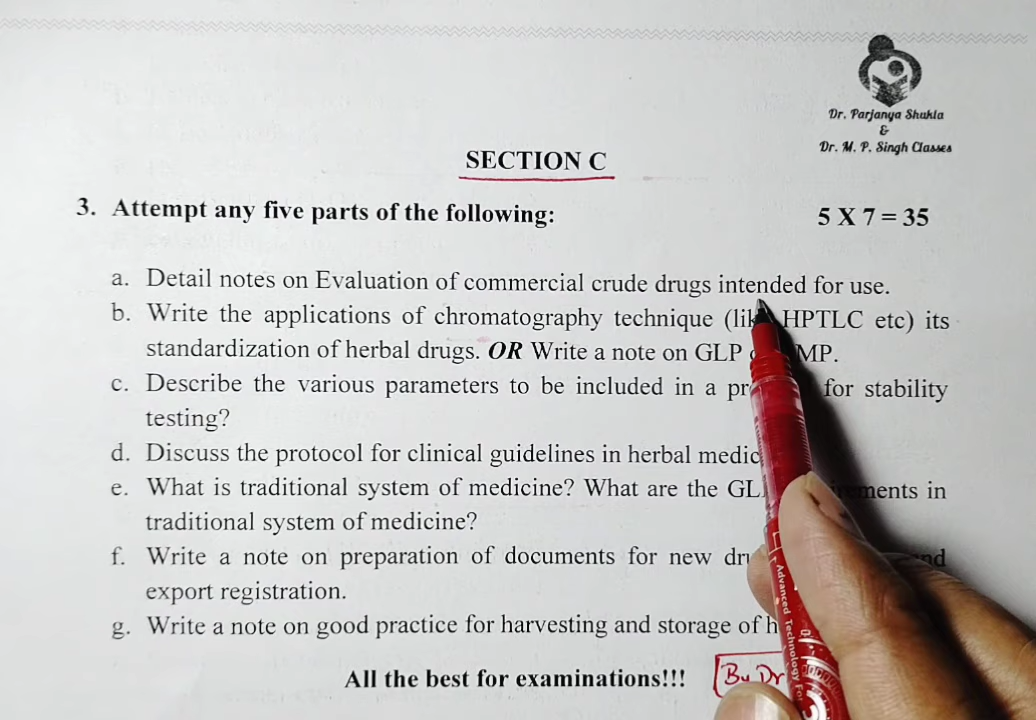 Dr. Parjanya Shukla
&
Dr. M. P. Singh Classes
SECTION C
3. Attempt any five parts of the following: 5 X 7 = 35
a. Detail notes on Evaluation of commercial crude drugs intended for use.
b. Write the applications of chromatography technique HPTLC etc) its
standardization of herbal drugs. OR Write a note on GLP
c. Describe the various parameters to be included in a for stability
testing?
d. Discuss the protocol for clinical guidelines in herbal
e. What is traditional system of medicine? What are the in
traditional system of medicine?
f. Write a note on preparation of documents for new
export registration.
g. Write a note on good practice for harvesting and storage of
All the best for examinations!!!
By Dr
Advanced Technology